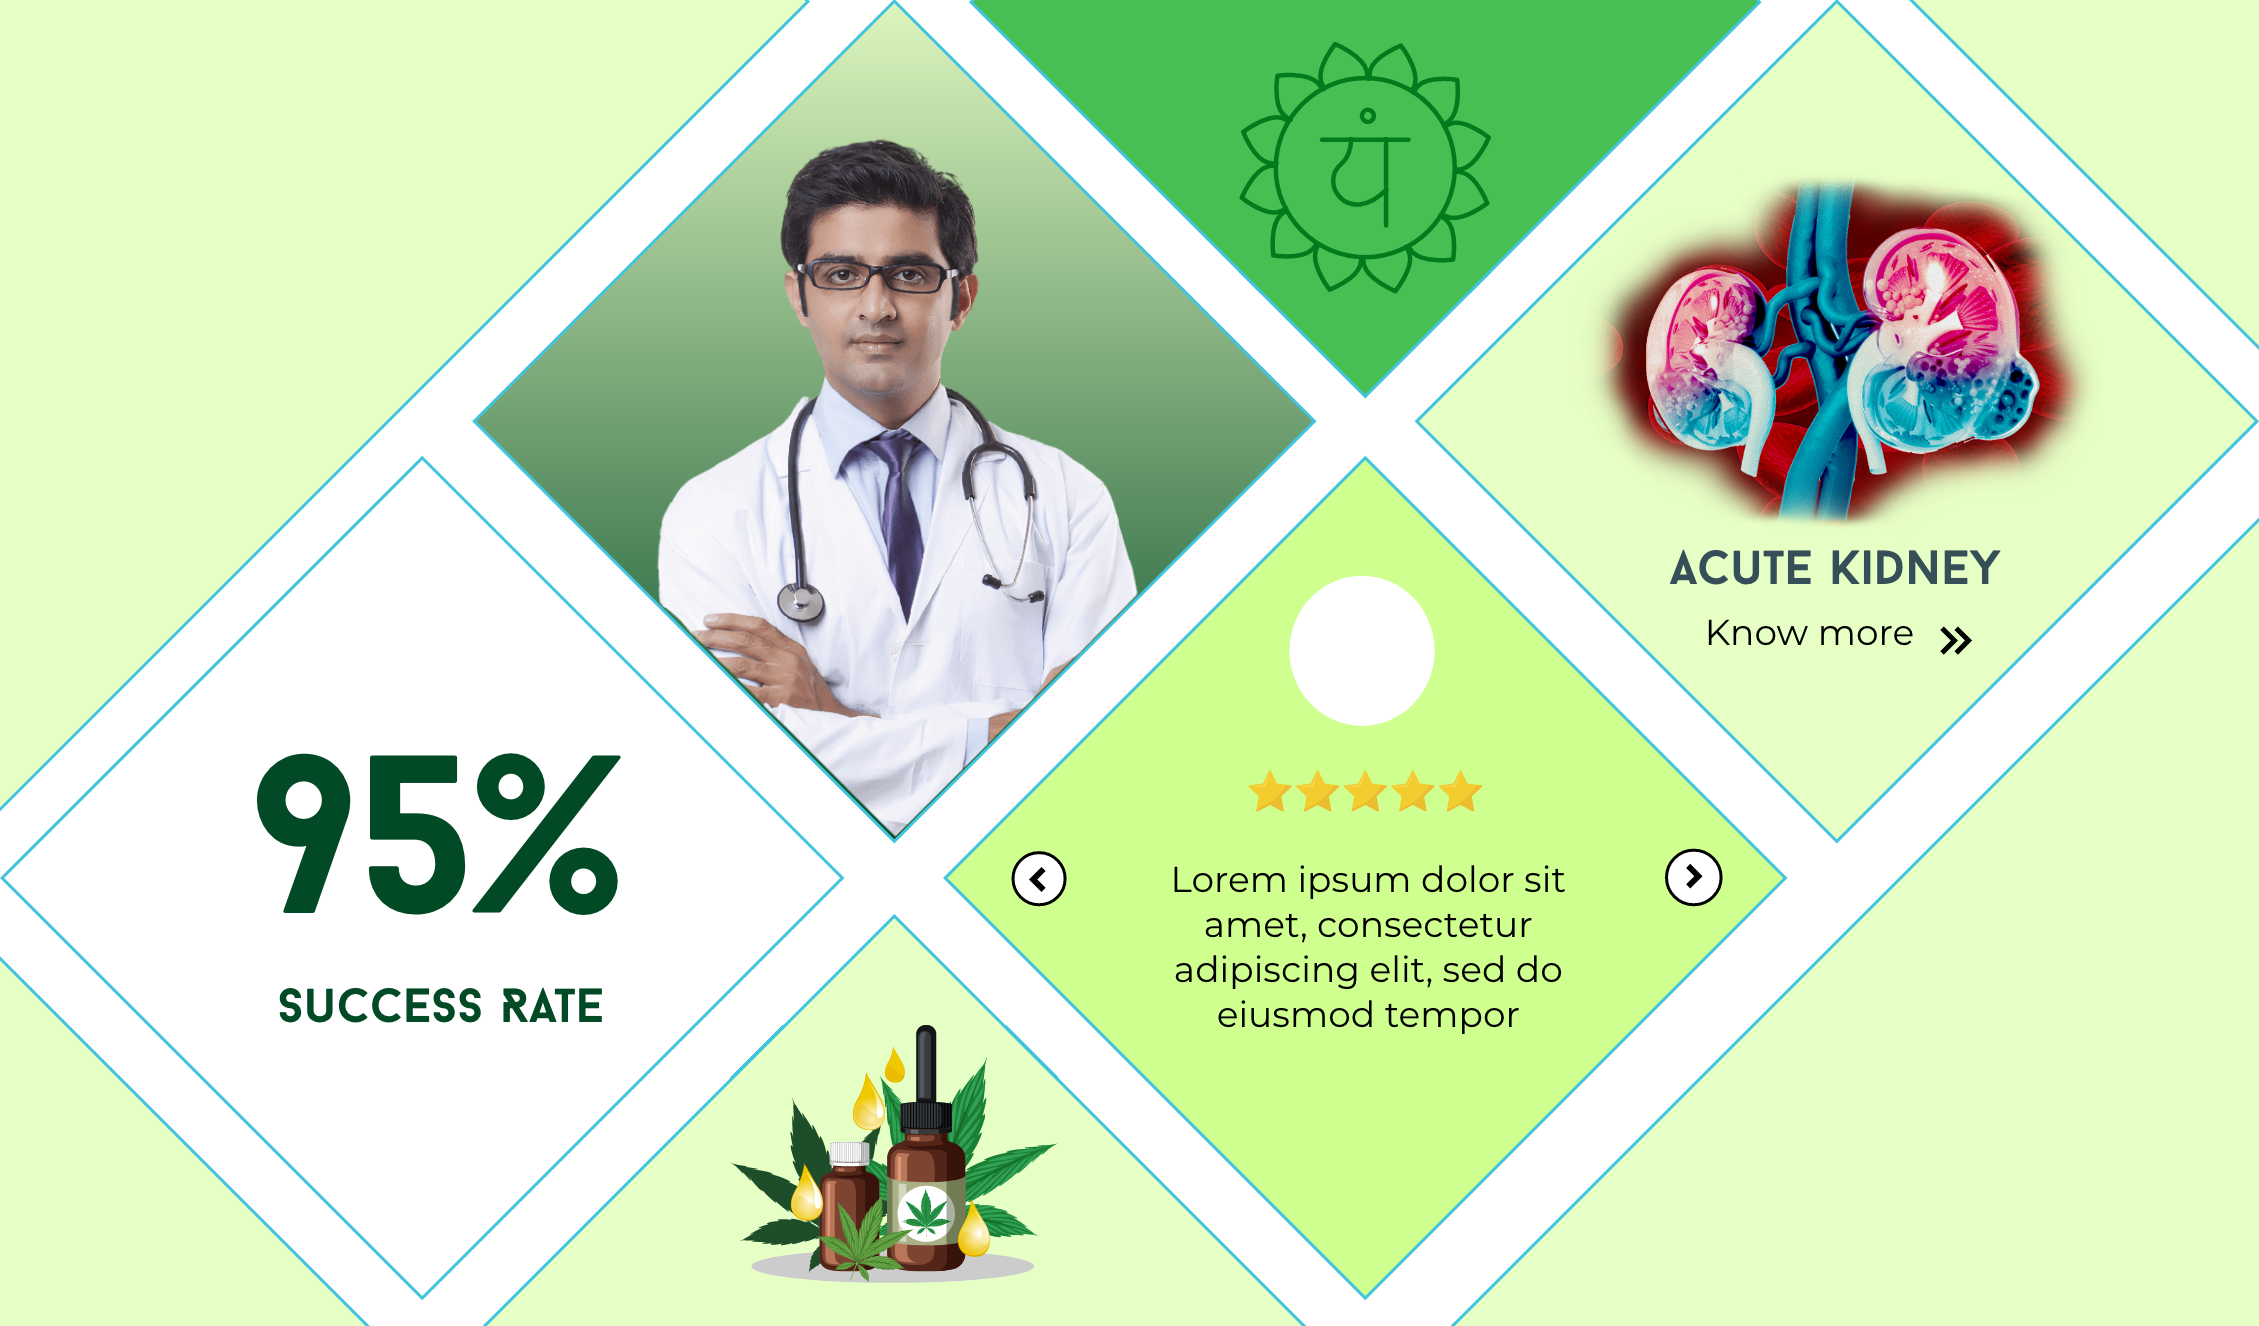 यं
ACUTE KIDNEY
Know more
95%
SUCCESS RATE
Lorem ipsum dolor sit
amet, consectetur
adipiscing elit, sed do
eiusmod tempor